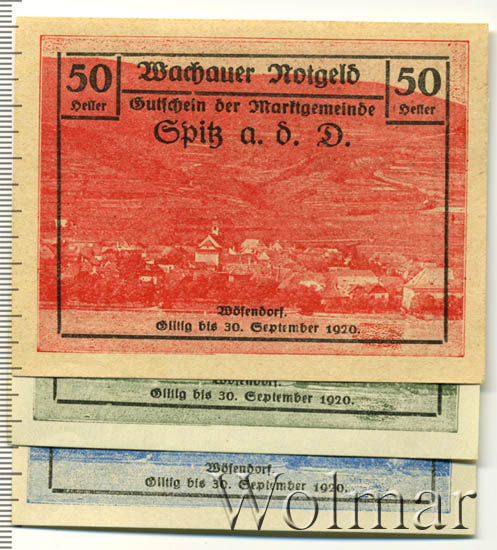 50 Wachauer Notgeld 50
Heller Gutschein der Marktgemeinde Heller
Spitz a. d. D.
Wösendorf.
Giltig bis 30. September 1920.
Wösendorf.
Giltig bis 30. September 1920.
Wösendorf.
Giltig bis 30. September 1920.
Wolmar